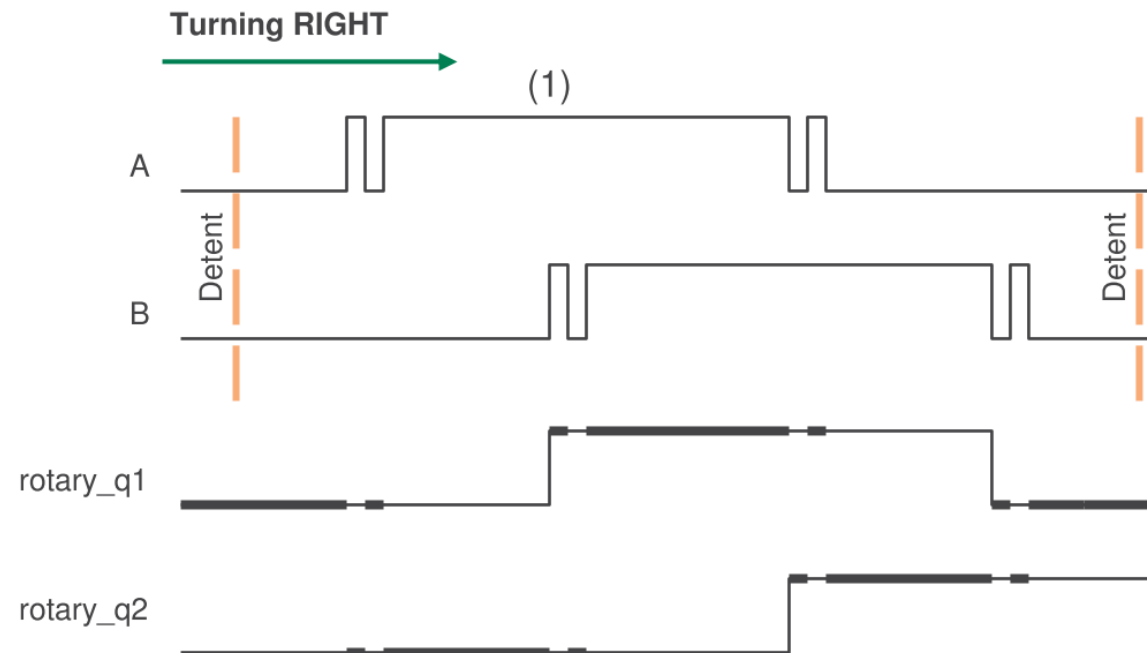 Turning RIGHT
(1)
A
Detent
Detent
B
rotary_q1
rotary_q2